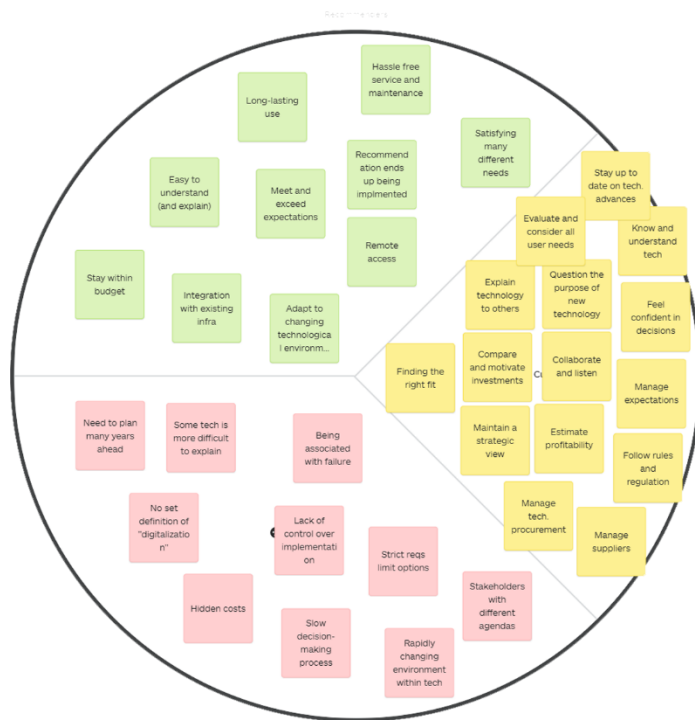 Recommenders
Hassle free
service and
maintenance
Long-lasting
use
Satisfying
many
different
needs
Recommend
ation ends
up being
implmented
Easy to
understand
(and explain)
Meet and
exceed
expectations
Remote
access
Stay within
budget
Integration
with existing
infra
Adapt to
changing
technologica
l environm...
Stay up to
date on tech.
advances
Evaluate and
consider all
user needs
Know and
understand
tech
Explain
technology
to others
Question the
purpose of
new
technology
Feel
confident in
decisions
Finding the
right fit
Compare
and motivate
investments
Cu
Collaborate
and listen
Manage
expectations
Maintain a
strategic
view
Estimate
profitability
Follow rules
and
regulation
Manage
tech.
procurement
Manage
suppliers
Need to plan
many years
ahead
Some tech is
more difficult
to explain
Being
associated
with failure
No set
definition of
"digitalizatio
n"
Lack of
control over
implementati
on
Strict reqs
limit options
Hidden costs
Slow
decision-
making
process
Stakeholders
with
different
agendas
Rapidly
changing
environment
within tech